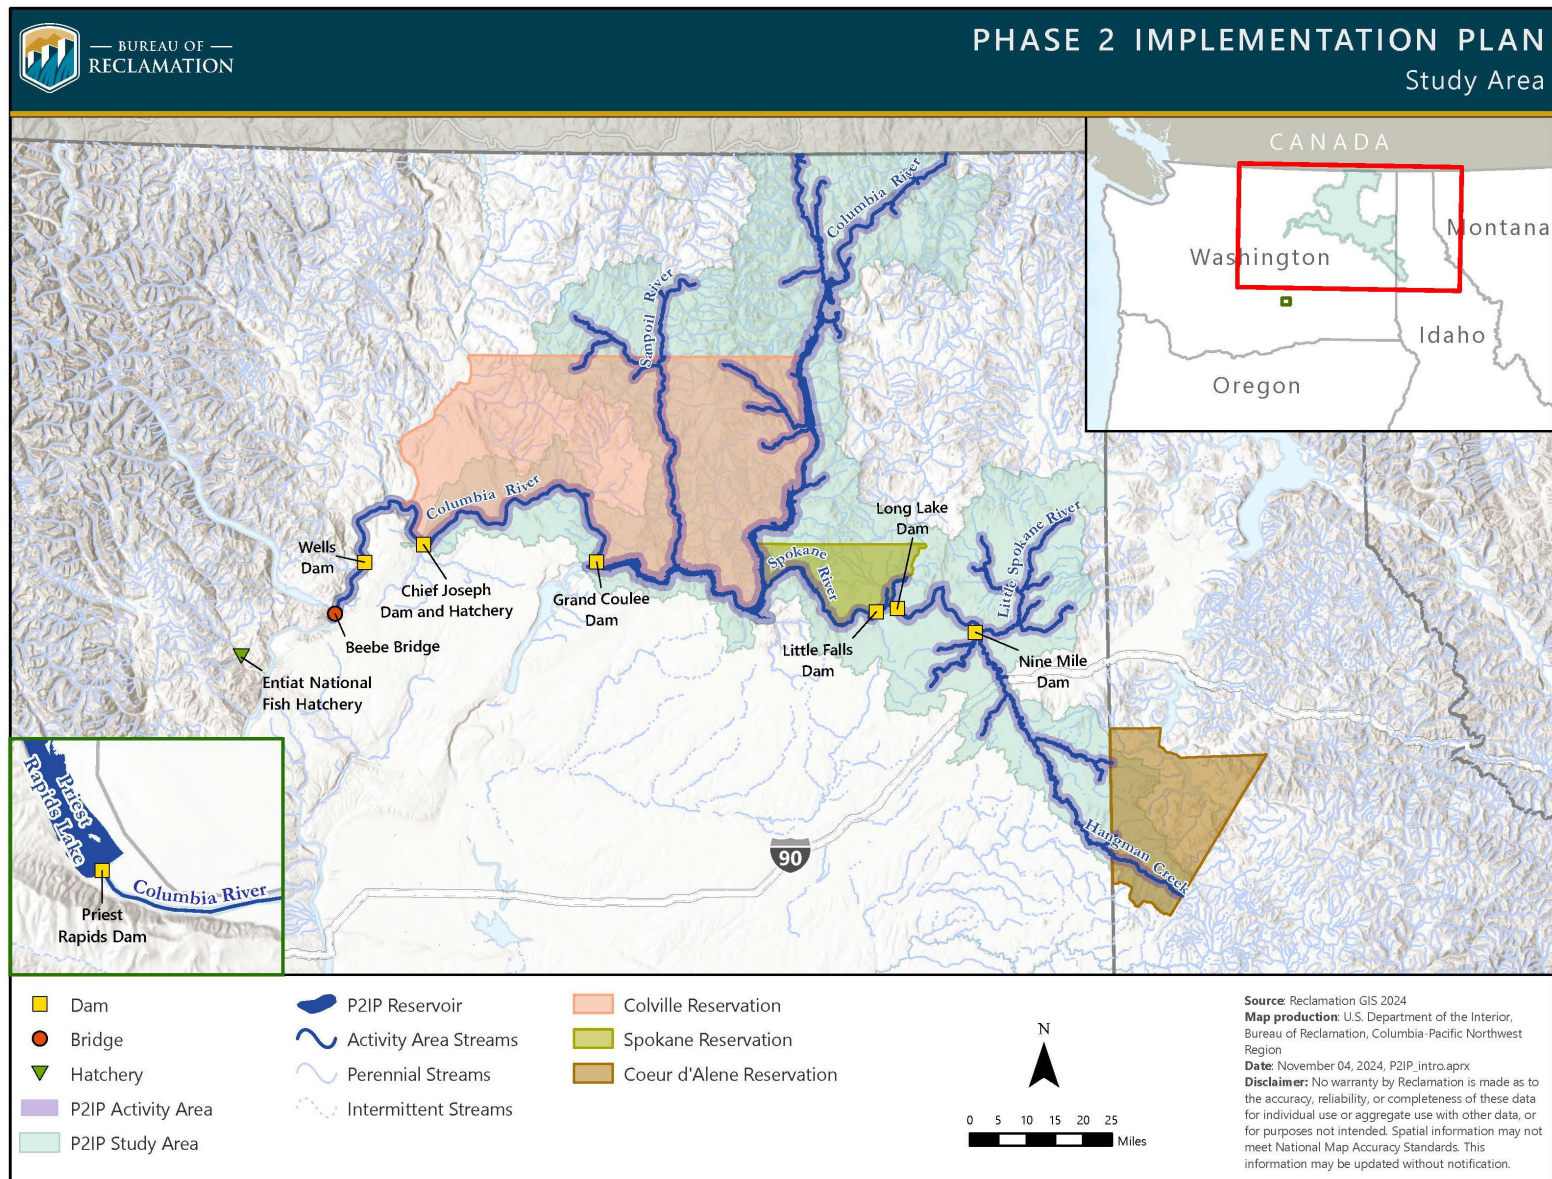 BUREAU OF
RECLAMATION
PHASE 2 IMPLEMENTATION PLAN
Study Area
CANADA
Washington
Montana
Idaho
Oregon
Columbia River
Sanpoil River
Columbia River
Wells
Dam
Chief Joseph
Dam and Hatchery
Beebe Bridge
Entiat National
Fish Hatchery
Grand Coulee
Dam
Spokane
River
Long Lake
Dam
Little Falls
Dam
Little Spokane River
Nine Mile
Dam
Hangman Creek
90
Priest
Rapids Lake
Columbia River
Priest
Rapids Dam
Dam
Bridge
Hatchery
P2IP Activity Area
P2IP Study Area
P2IP Reservoir
Activity Area Streams
Perennial Streams
Intermittent Streams
Colville Reservation
Spokane Reservation
Coeur d'Alene Reservation
N
0 5 10 15 20 25
Miles
Source: Reclamation GIS 2024
Map production: U.S. Department of the Interior,
Bureau of Reclamation, Columbia-Pacific Northwest
Region
Date: November 04, 2024, P2IP_intro.aprx
Disclaimer: No warranty by Reclamation is made as to
the accuracy, reliability, or completeness of these data
for individual use or aggregate use with other data, or
for purposes not intended. Spatial information may not
meet National Map Accuracy Standards. This
information may be updated without notification.